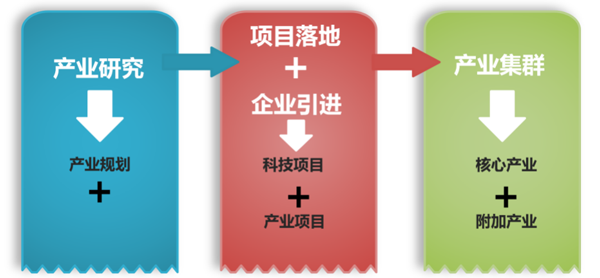 产业研究
产业规划
+
项目落地
+
企业引进
科技项目
+
产业项目
产业集群
核心产业
+
附加产业